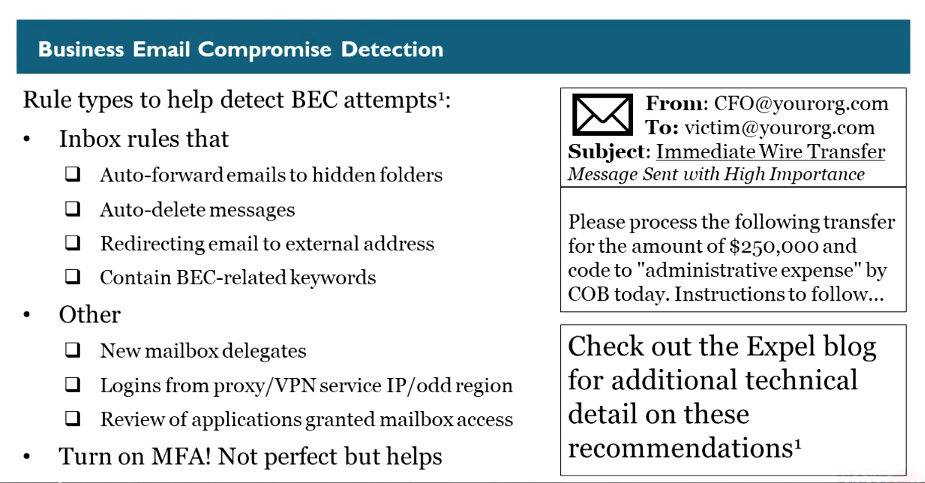 Business Email Compromise Detection
Rule types to help detect BEC attempts¹:
• Inbox rules that
❑ Auto-forward emails to hidden folders
❑ Auto-delete messages
❑ Redirecting email to external address
❑ Contain BEC-related keywords
• Other
❑ New mailbox delegates
❑ Logins from proxy/VPN service IP/odd region
❑ Review of applications granted mailbox access
• Turn on MFA! Not perfect but helps
From: CFO@yourorg.com
To: victim@yourorg.com
Subject: Immediate Wire Transfer
Message Sent with High Importance
Please process the following transfer
for the amount of $250,000 and
code to "administrative expense" by
COB today. Instructions to follow...
Check out the Expel blog
for additional technical
detail on these
recommendations¹